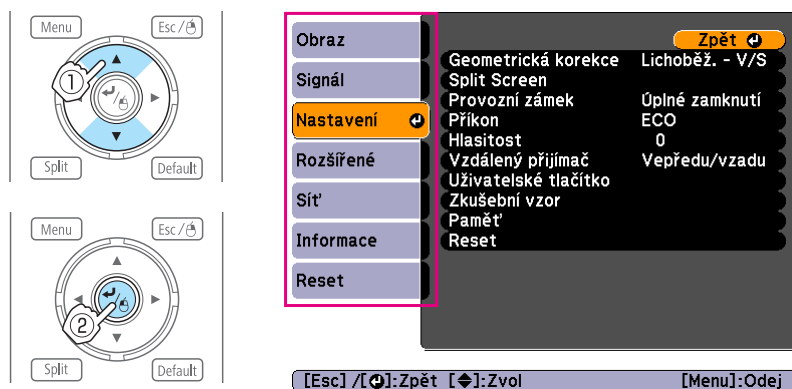 Menu
Esc/
1
Split
Default
Menu
Esc/
2
Split
Default
Obraz
Signál
Nastavení
Rozšířené
Síť
Informace
Reset
Zpět
Geometrická korekce Lichoběž. - V/S
Split Screen
Provozní zámek Úplné zamknutí
Příkon ECO
Hlasitost 0
Vzdálený přijímač Vepředu/vzadu
Uživatelské tlačítko
Zkušební vzor
Paměť
Reset
[Esc] /[ ]:Zpět [ ]:Zvol [Menu]:Odej